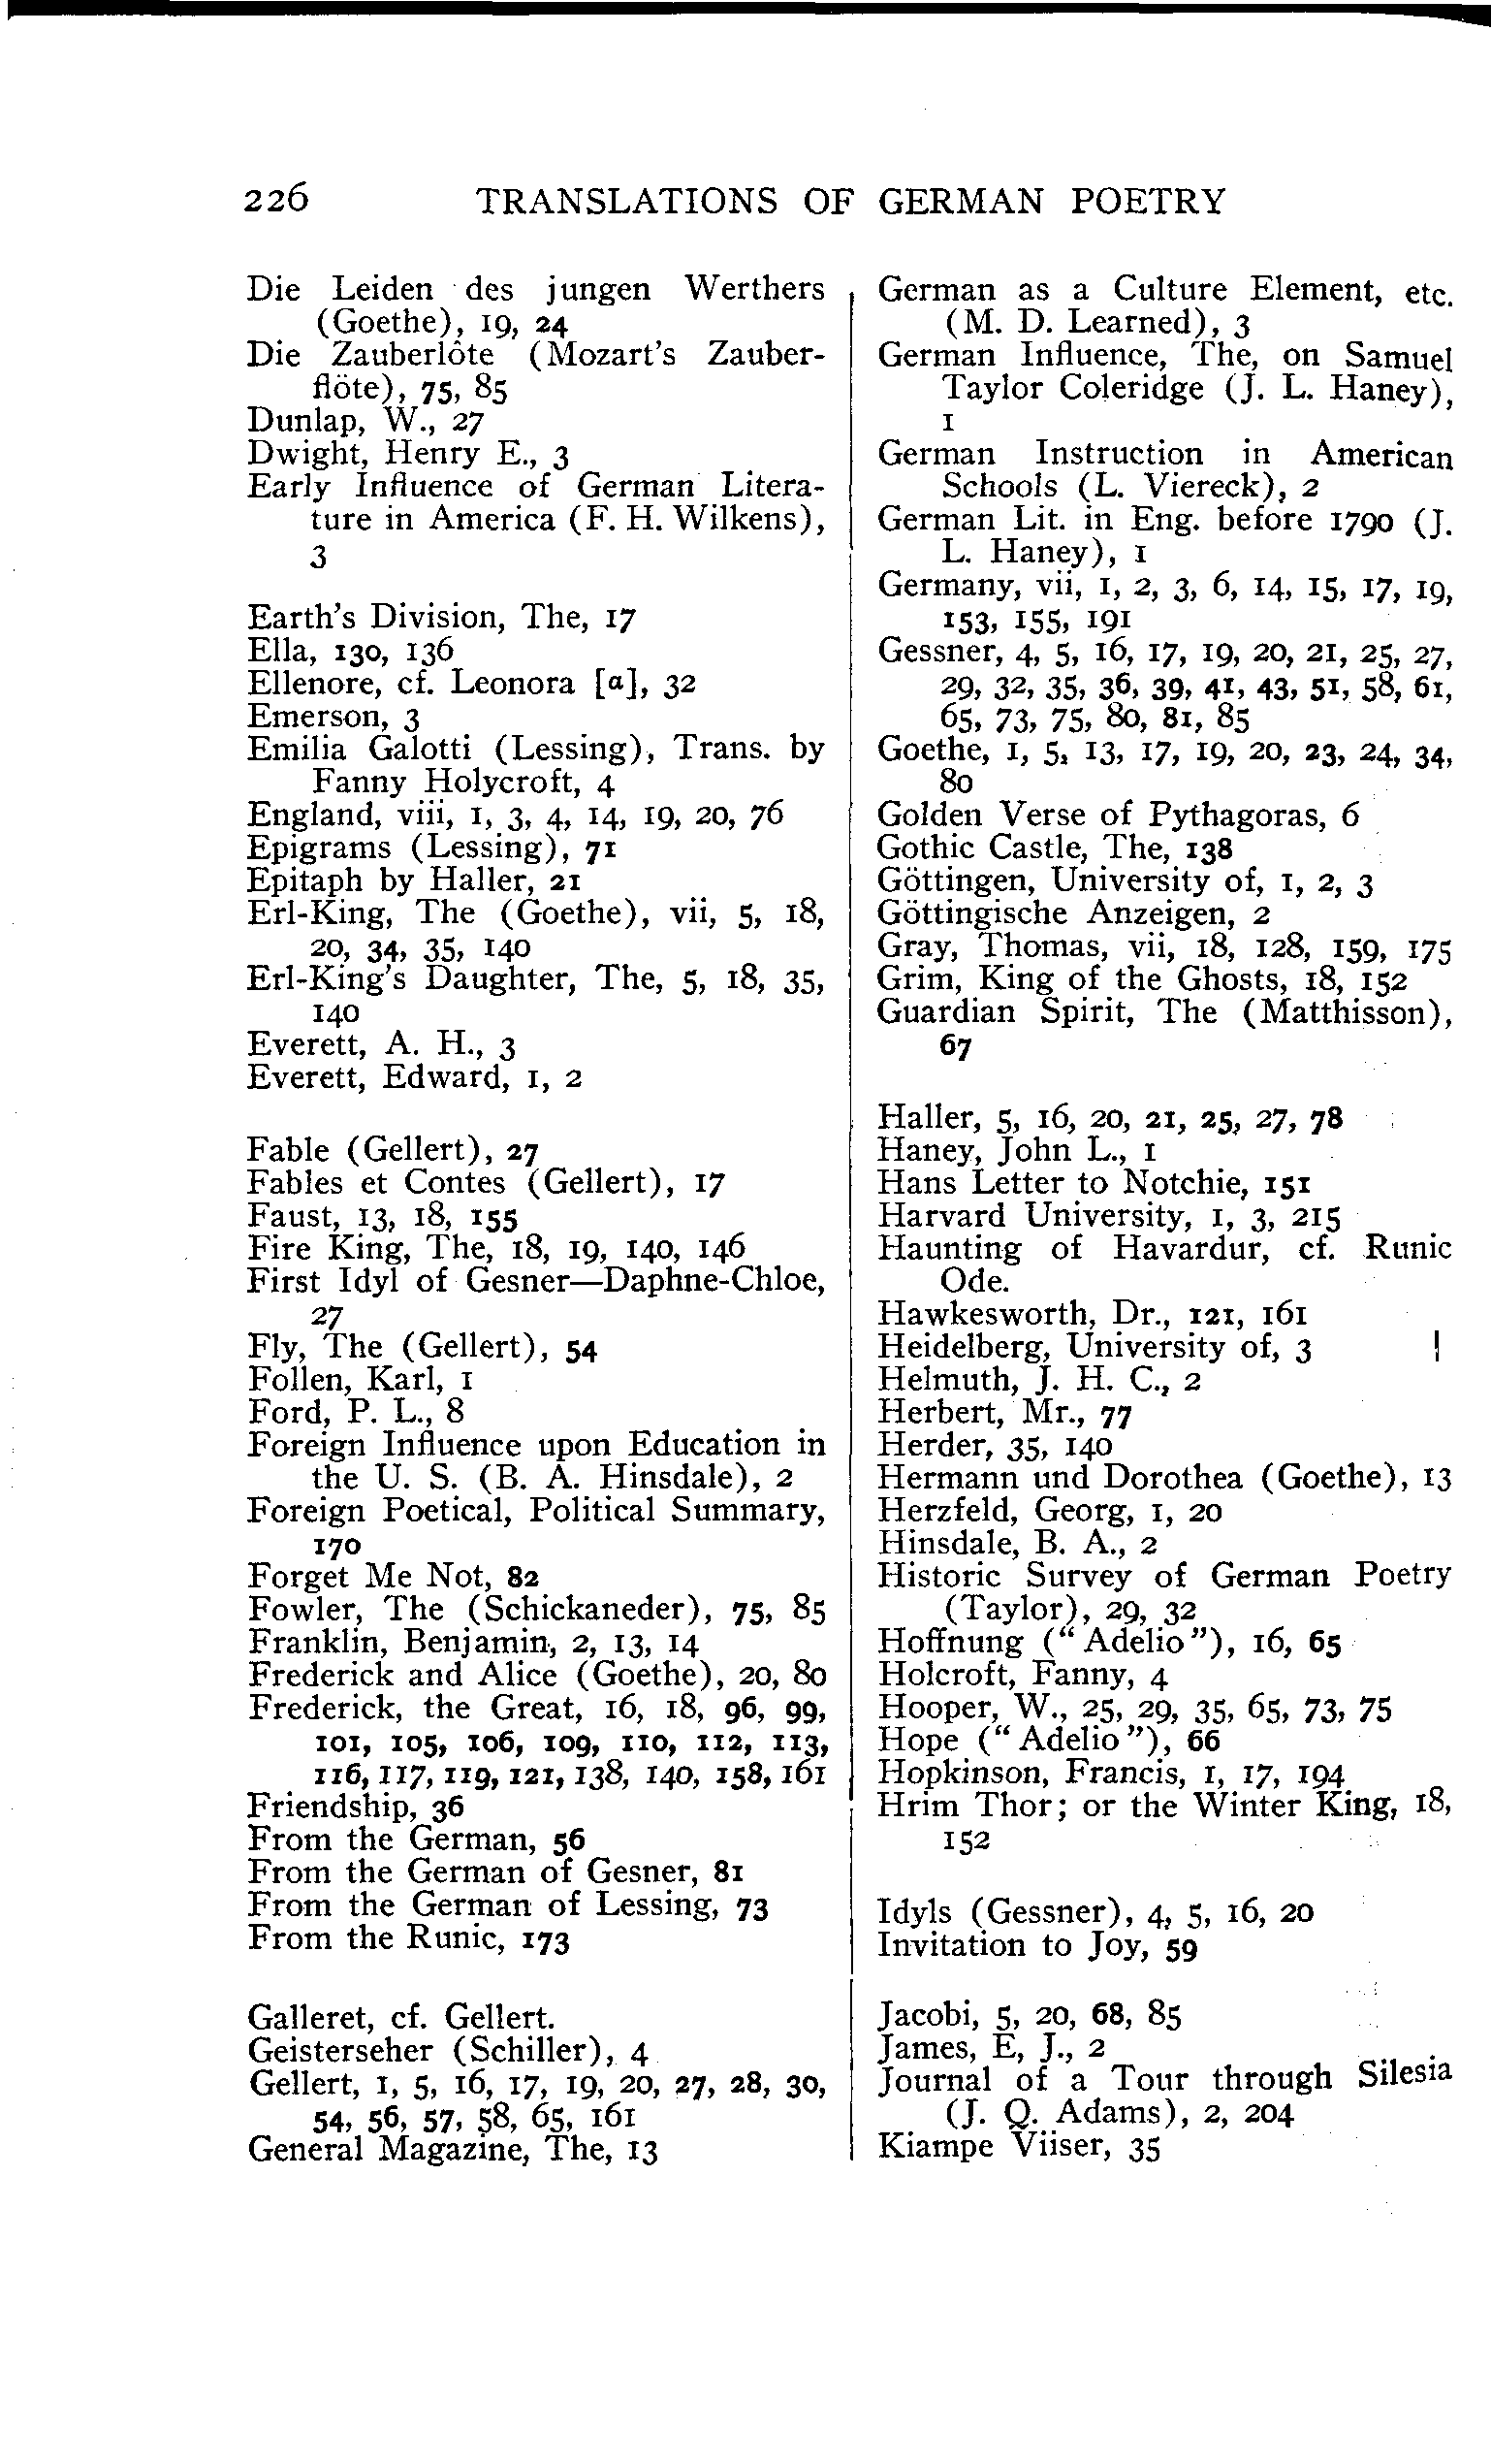 226 TRANSLATIONS OF GERMAN POETRY
Die Leiden des jungen Werthers
(Goethe), 19, 24
Die Zauberlöte (Mozart's Zauber-
flöte), 75, 85
Dunlap, W., 27
Dwight, Henry E., 3
Early Influence of German Litera-
ture in America (F. H. Wilkens),
3
Earth's Division, The, 17
Ella, 130, 136
Ellenore, cf. Leonora [a], 32
Emerson, 3
Emilia Galotti (Lessing), Trans. by
Fanny Holycroft, 4
England, viii, 1, 3, 4, 14, 19, 20, 76
Epigrams (Lessing), 71
Epitaph by Haller, 21
Erl-King, The (Goethe), vii, 5, 18,
20, 34, 35, 140
Erl-King's Daughter, The, 5, 18, 35,
140
Everett, A. H., 3
Everett, Edward, 1, 2
Fable (Gellert), 27
Fables et Contes (Gellert), 17
Faust, 13, 18, 155
Fire King, The, 18, 19, 140, 146
First Idyl of Gesner—Daphne-Chloe,
27
Fly, The (Gellert), 54
Follen, Karl, 1
Ford, P. L., 8
Foreign Influence upon Education in
the U. S. (B. A. Hinsdale), 2
Foreign Poetical, Political Summary,
170
Forget Me Not, 82
Fowler, The (Schickaneder), 75, 85
Franklin, Benjamin, 2, 13, 14
Frederick and Alice (Goethe), 20, 80
Frederick, the Great, 16, 18, 96, 99,
101, 105, 106, 109, 110, 112, 113,
116, 117, 119, 121, 138, 140, 158, 161
Friendship, 36
From the German, 56
From the German of Gesner, 81
From the German of Lessing, 73
From the Runic, 173
Galleret, cf. Gellert.
Geisterseher (Schiller), 4
Gellert, 1, 5, 16, 17, 19, 20, 27, 28, 30,
54, 56, 57, 58, 65, 161
General Magazine, The, 13
German as a Culture Element, etc.
(M. D. Learned), 3
German Influence, The, on Samuel
Taylor Coleridge (J. L. Haney),
1
German Instruction in American
Schools (L. Viereck), 2
German Lit. in Eng. before 1790 (J.
L. Haney), 1
Germany, vii, 1, 2, 3, 6, 14, 15, 17, 19,
153, 155, 191
Gessner, 4, 5, 16, 17, 19, 20, 21, 25, 27,
29, 32, 35, 36, 39, 41, 43, 51, 58, 61,
65, 73, 75, 80, 81, 85
Goethe, 1, 5, 13, 17, 19, 20, 23, 24, 34,
80
Golden Verse of Pythagoras, 6
Gothic Castle, The, 138
Göttingen, University of, 1, 2, 3
Göttingische Anzeigen, 2
Gray, Thomas, vii, 18, 128, 159, 175
Grim, King of the Ghosts, 18, 152
Guardian Spirit, The (Matthisson),
67
Haller, 5, 16, 20, 21, 25, 27, 78
Haney, John L., 1
Hans Letter to Notchie, 151
Harvard University, 1, 3, 215
Haunting of Havardur, cf. Runic
Ode.
Hawkesworth, Dr., 121, 161
Heidelberg, University of, 3
Helmuth, J. H. C., 2
Herbert, Mr., 77
Herder, 35, 140
Hermann und Dorothea (Goethe), 13
Herzfeld, Georg, 1, 20
Hinsdale, B. A., 2
Historic Survey of German Poetry
(Taylor), 29, 32
Hoffnung ("Adelio"), 16, 65
Holcroft, Fanny, 4
Hooper, W., 25, 29, 35, 65, 73, 75
Hope ("Adelio"), 66
Hopkinson, Francis, 1, 17, 194
Hrim Thor; or the Winter King, 18,
152
Idyls (Gessner), 4, 5, 16, 20
Invitation to Joy, 59
Jacobi, 5, 20, 68, 85
James, E, J., 2
Journal of a Tour through Silesia
(J. Q. Adams), 2, 204
Kiampe Viiser, 35